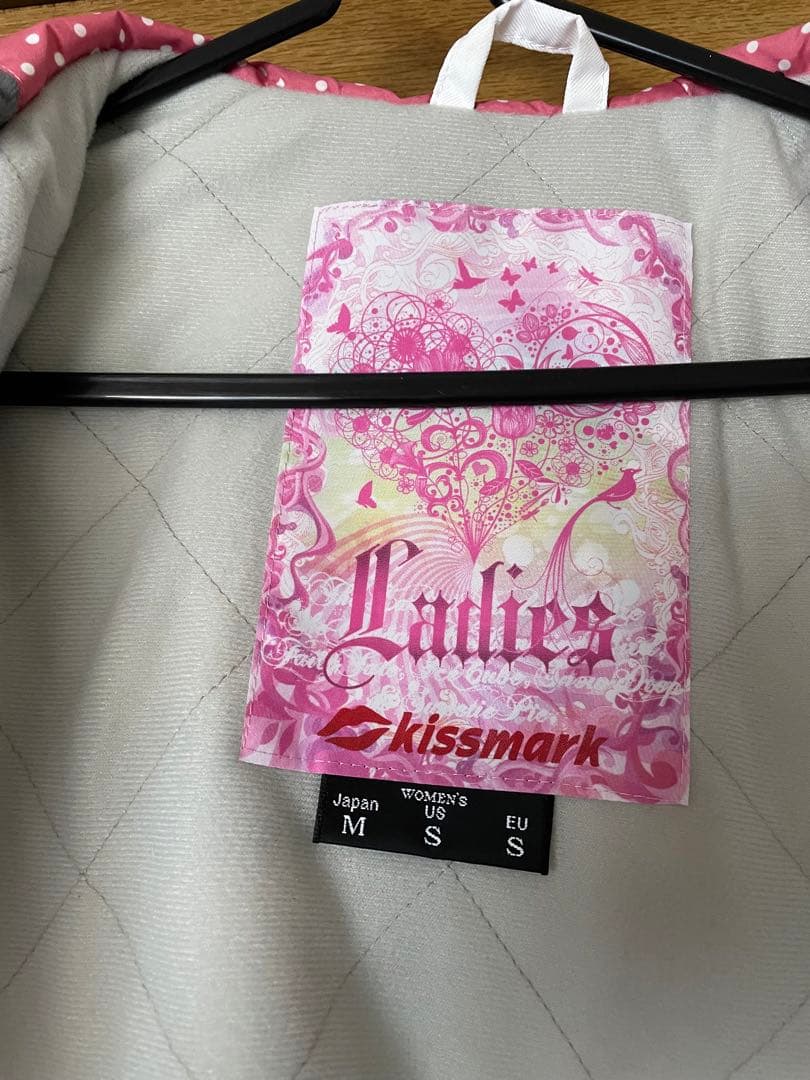 Ladies
kissmark
WOMEN'S
Japan US EU
M S S